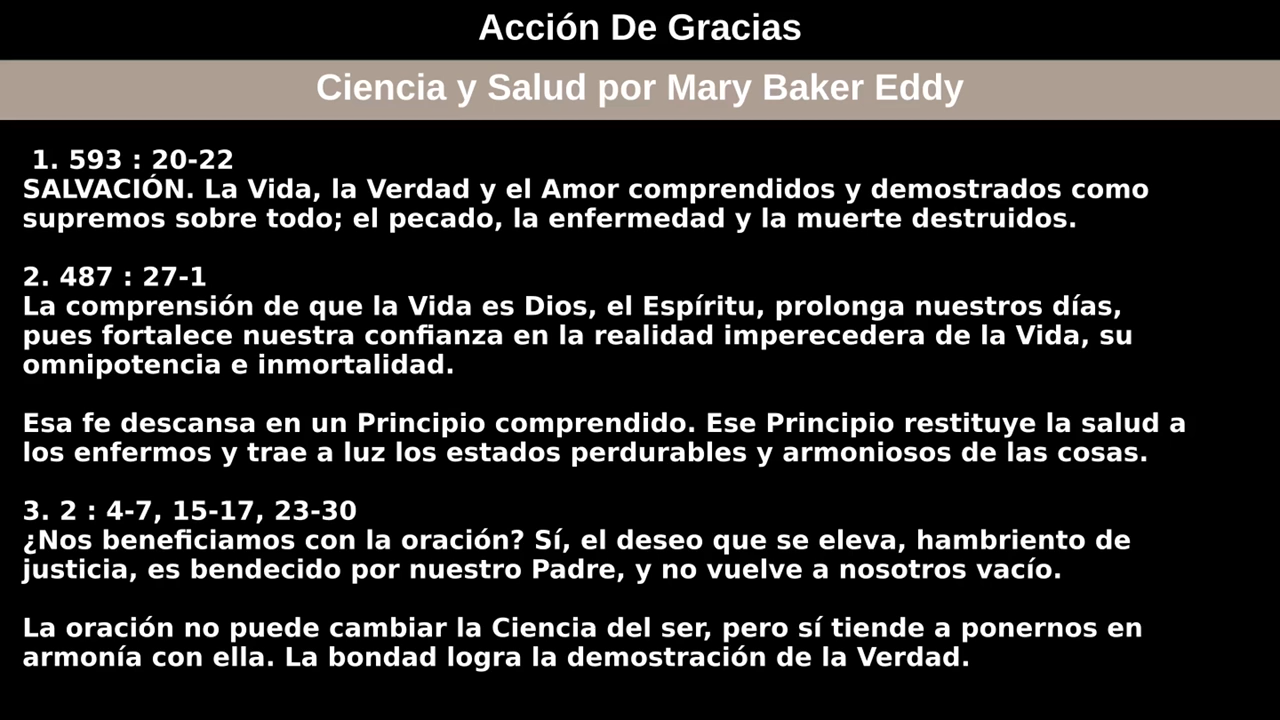 Acción De Gracias
Ciencia y Salud por Mary Baker Eddy
1. 593 : 20-22
SALVACIÓN. La Vida, la Verdad y el Amor comprendidos y demostrados como
supremos sobre todo; el pecado, la enfermedad y la muerte destruidos.
2. 487 : 27-1
La comprensión de que la Vida es Dios, el Espíritu, prolonga nuestros días,
pues fortalece nuestra confianza en la realidad imperecedera de la Vida, su
omnipotencia e inmortalidad.
Esa fe descansa en un Principio comprendido. Ese Principio restituye la salud a
los enfermos y trae a luz los estados perdurables y armoniosos de las cosas.
3. 2 : 4-7, 15-17, 23-30
¿Nos beneficiamos con la oración? Sí, el deseo que se eleva, hambriento de
justicia, es bendecido por nuestro Padre, y no vuelve a nosotros vacío.
La oración no puede cambiar la Ciencia del ser, pero sí tiende a ponernos en
armonía con ella. La bondad logra la demostración de la Verdad.